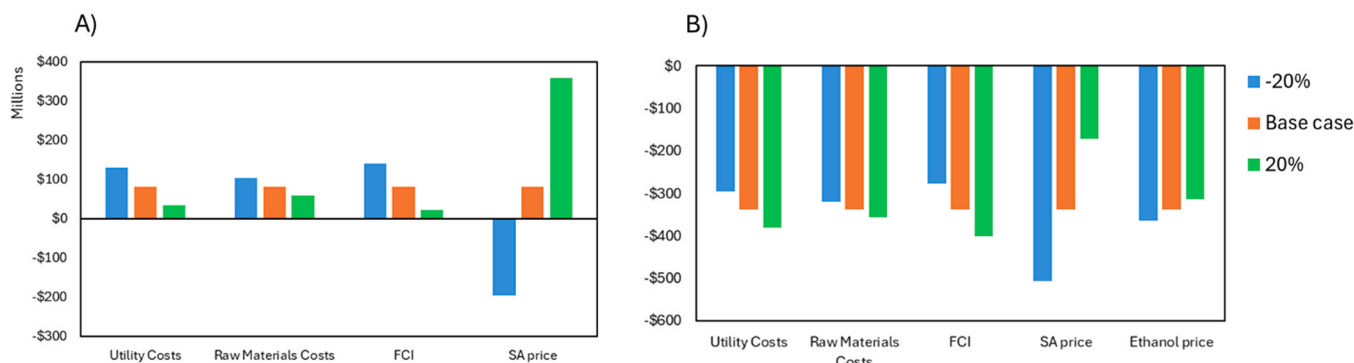 A)
Millions
$400
$300
$200
$100
$0
-$100
-$200
-$300
Utility Costs
Raw Materials Costs
FCI
SA price
B)
$0
-$100
-$200
-$300
-$400
-$500
-$600
Utility Costs
Raw Materials
Costs
FCI
SA price
Ethanol price
-20%
Base case
20%